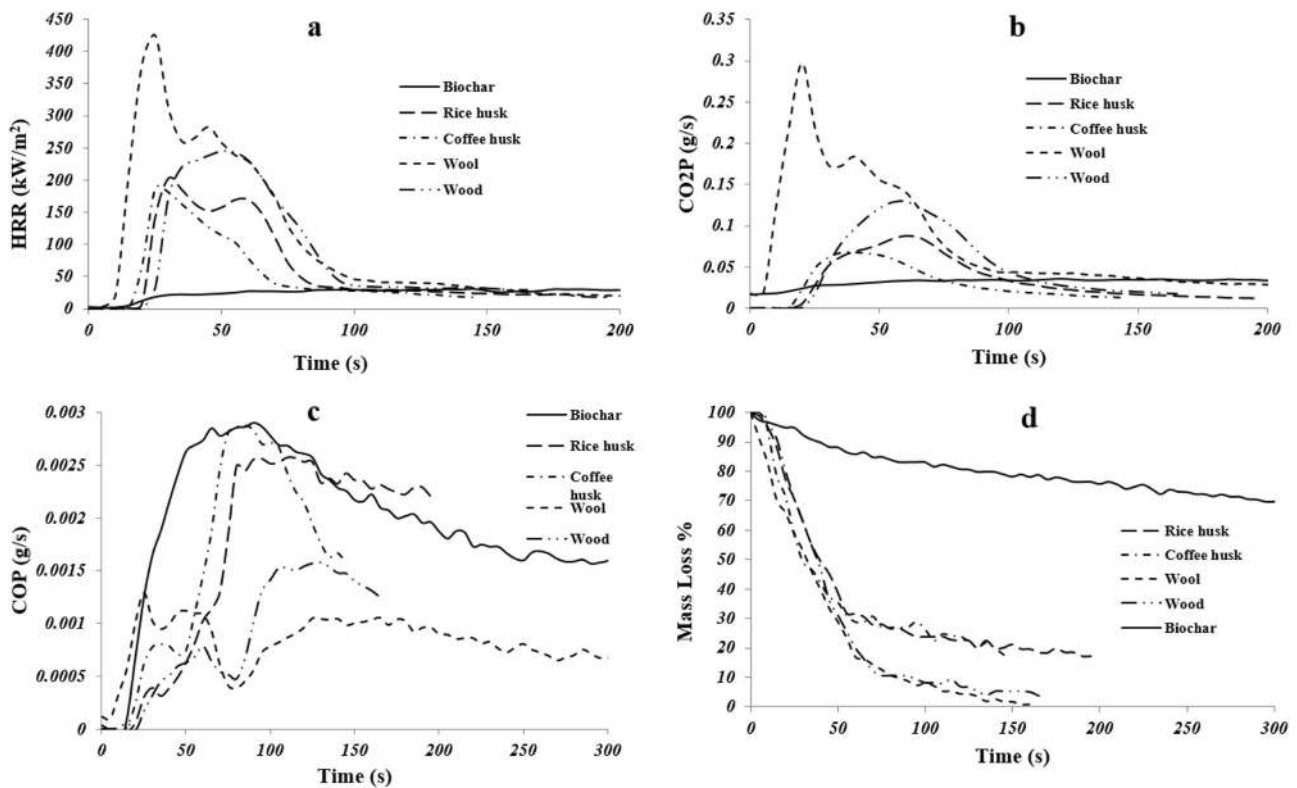 a
450
400
350
300
250
200
150
100
50
0
HRR (kW/m²)
0 50 100 150 200
Time (s)
Biochar
Rice husk
Coffee husk
Wool
Wood
b
0.35
0.3
0.25
0.2
0.15
0.1
0.05
0
CO2P (g/s)
0 50 100 150 200
Time (s)
Biochar
Rice husk
Coffee husk
Wool
Wood
c
0.003
0.0025
0.002
0.0015
0.001
0.0005
0
COP (g/s)
0 50 100 150 200 250 300
Time (s)
Biochar
Rice husk
Coffee
husk
Wool
Wood
d
100
90
80
70
60
50
40
30
20
10
0
Mass Loss %
0 50 100 150 200 250 300
Time (s)
Rice husk
Coffee husk
Wool
Wood
Biochar